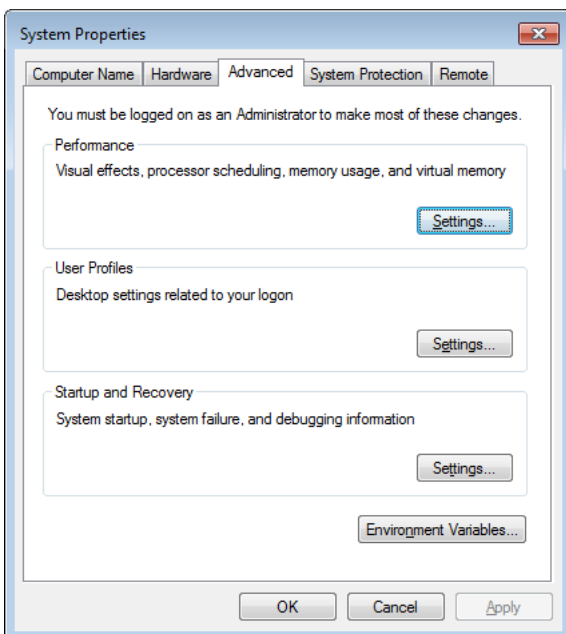 System Properties
Computer Name Hardware Advanced System Protection Remote
You must be logged on as an Administrator to make most of these changes.
Performance
Visual effects, processor scheduling, memory usage, and virtual memory
Settings...
User Profiles
Desktop settings related to your logon
Settings...
Startup and Recovery
System startup, system failure, and debugging information
Settings...
Environment Variables...
OK Cancel Apply